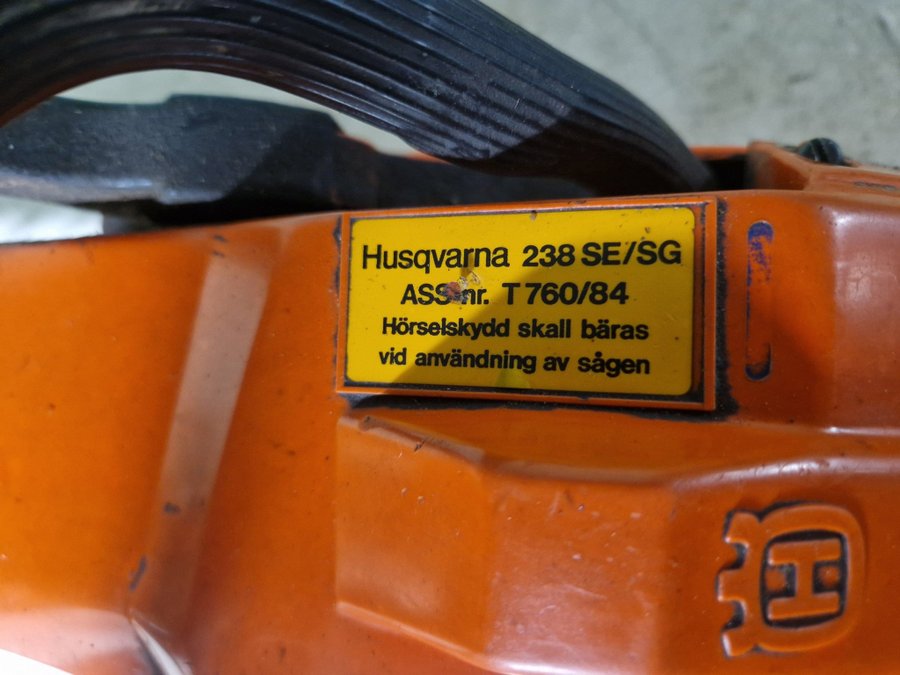 Husqvarna 238 SE/SG
ASS nr. T 760/84
Hörselskydd skall bäras
vid användning av sågen
H